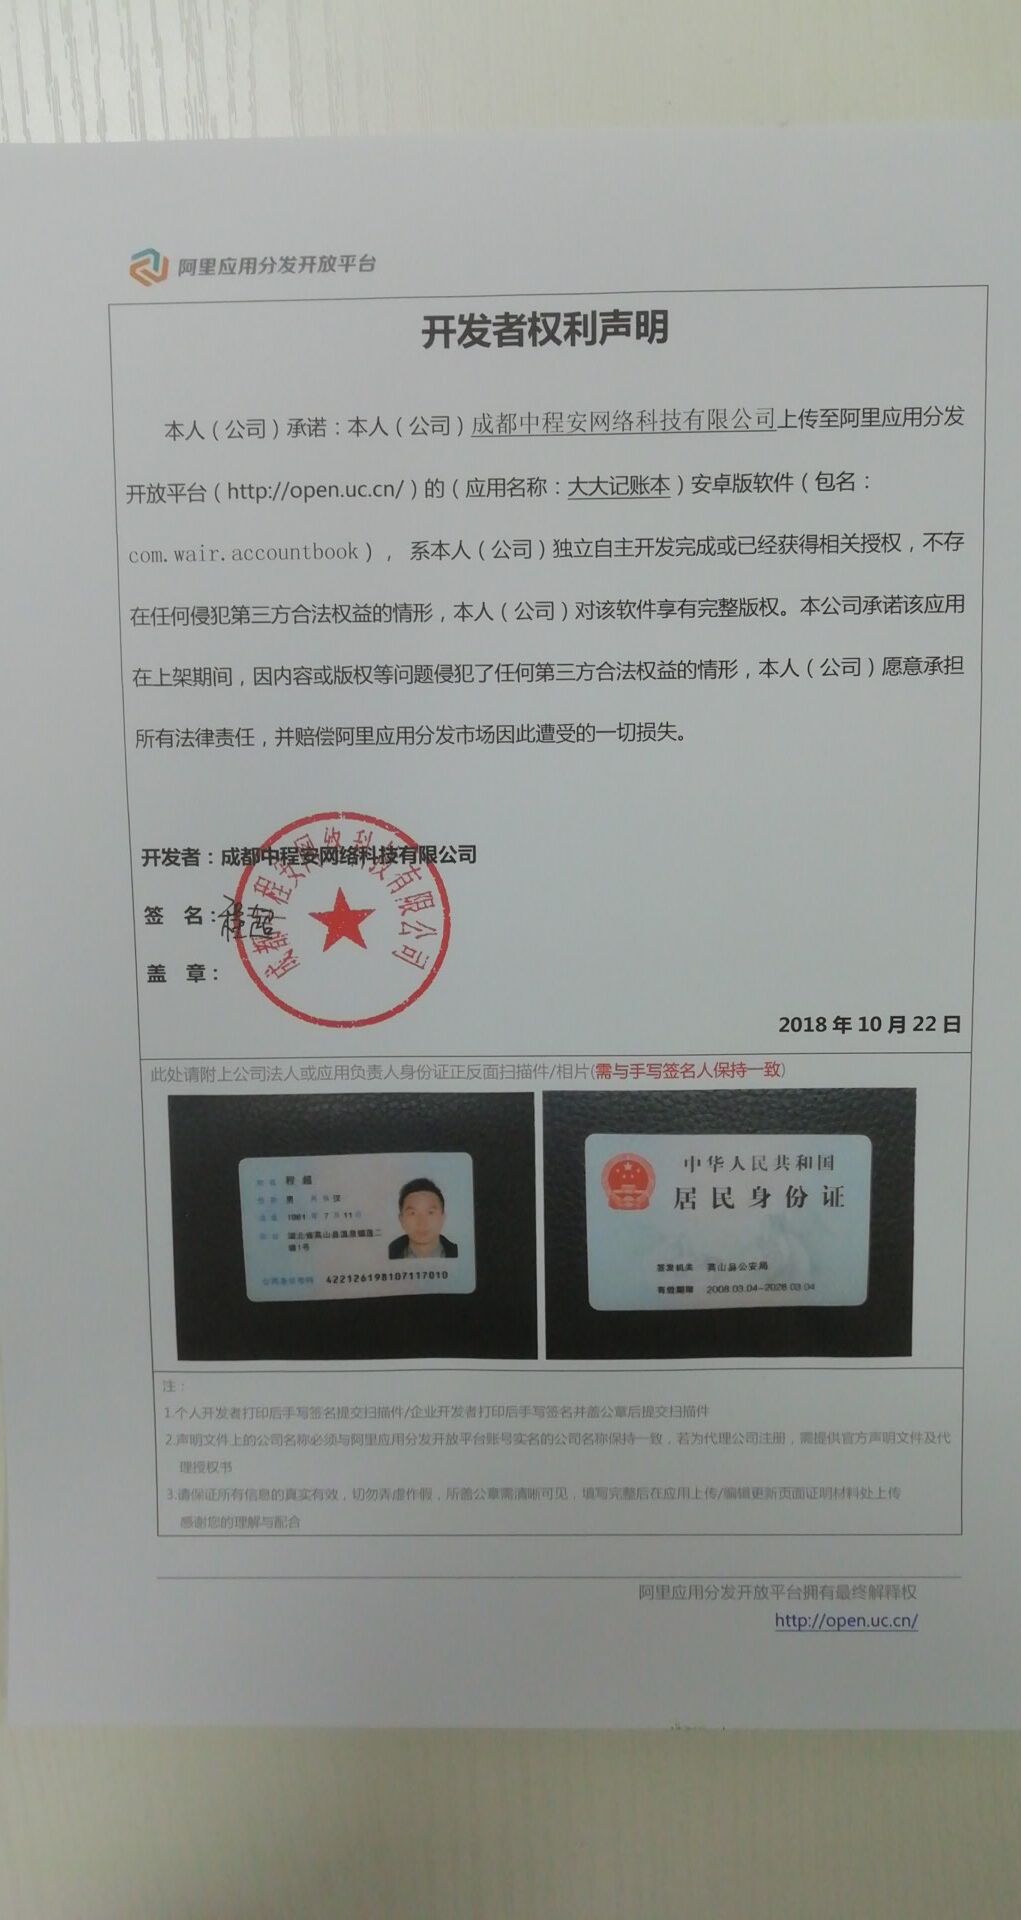 阿里应用分发开放平台
开发者权利声明
本人（公司）承诺：本人（公司）成都中程安网络科技有限公司上传至阿里应用分发
开放平台（http://open.uc.cn/）的（应用名称：大大记账本）安卓版软件（包名：
com.wair.accountbook），系本人（公司）独立自主开发完成或已经获得相关授权，不存
在任何侵犯第三方合法权益的情形，本人（公司）对该软件享有完整版权。本公司承诺该应用
在上架期间，因内容或版权等问题侵犯了任何第三方合法权益的情形，本人（公司）愿意承担
所有法律责任，并赔偿阿里应用分发市场因此遭受的一切损失。
开发者：成都中程安网络科技有限公司
签 名：程超
盖 章：
成都中程安网络科技有限公司
2018 年 10 月 22 日
此处请附上公司法人或应用负责人身份证正反面扫描件/相片(需与手写签名人保持一致)
姓名 程超
性别 男 民族 汉
出生 1981 年 7 月 11 日
住址 湖北省英山县温泉镇莲二
塘1号
公民身份号码 422126198107117010
中华人民共和国
居民身份证
签发机关 英山县公安局
有效期限 2008.03.04-2028.03.04
注：
1.个人开发者打印后手写签名提交扫描件/企业开发者打印后手写签名并盖公章后提交扫描件
2.声明文件上的公司名称必须与阿里应用分发开放平台账号实名的公司名称保持一致，若为代理公司注册，需提供官方声明文件及代
理授权书
3.请保证所有信息的真实有效，切勿弄虚作假，所盖公章需清晰可见，填写完整后在应用上传/编辑更新页面证明材料处上传
感谢您的理解与配合
阿里应用分发开放平台拥有最终解释权
http://open.uc.cn/